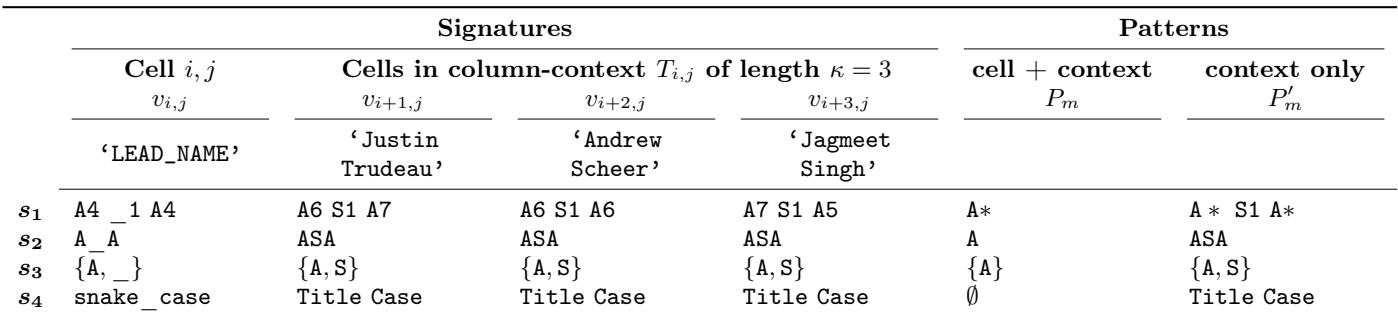 Signatures Patterns
Cell i, j Cells in column-context T_{i,j} of length κ = 3 cell + context context only
v_{i,j} v_{i+1,j} v_{i+2,j} v_{i+3,j} P_m P′_m
‘LEAD_NAME’ ‘Justin Trudeau’ ‘Andrew Scheer’ ‘Jagmeet Singh’
s₁ A4 _1 A4 A6 S1 A7 A6 S1 A6 A7 S1 A5 A∗ A ∗ S1 A∗
s₂ A_A ASA ASA ASA A ASA
s₃ {A, _} {A, S} {A, S} {A, S} {A} {A, S}
s₄ snake_case Title Case Title Case Title Case ∅ Title Case